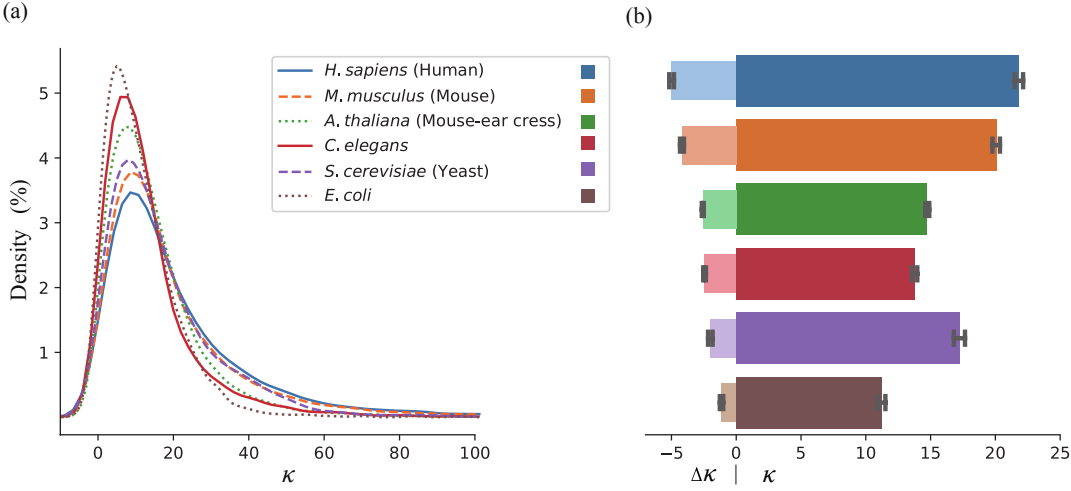 (a)
(b)
H. sapiens (Human)
M. musculus (Mouse)
A. thaliana (Mouse-ear cress)
C. elegans
S. cerevisiae (Yeast)
E. coli
Density (%)
5
4
3
2
1
0 20 40 60 80 100
κ
−5 0 5 10 15 20 25
Δκ | κ